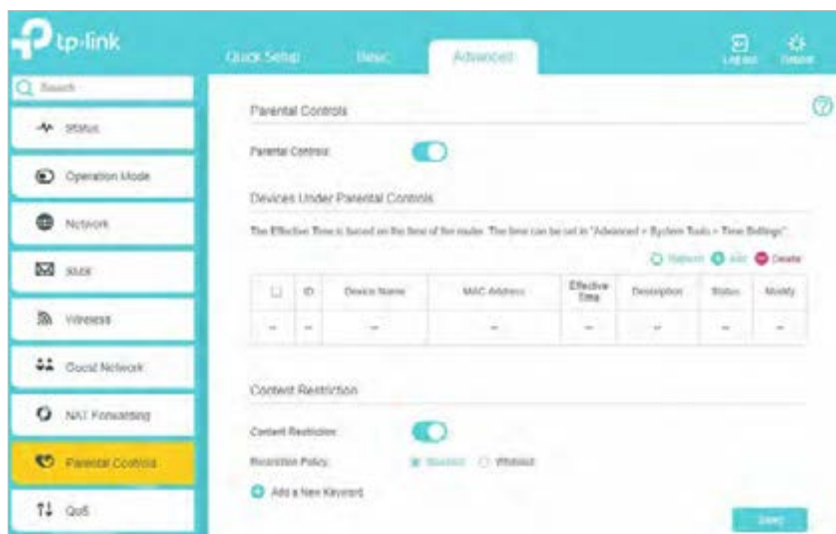 tp-link
Quick Setup Basic Advanced Log out Reboot
Search
Status
Operation Mode
Network
SMS
Wireless
Guest Network
NAT Forwarding
Parental Controls
QoS
Parental Controls
Parental Controls:
Devices Under Parental Controls
The Effective Time is based on the time of the router. The time can be set in "Advanced > System Tools > Time Settings".
Refresh Add Delete
ID Device Name MAC Address Effective Time Description Status Modify
-- -- -- -- -- -- -- --
Content Restriction
Content Restriction:
Restriction Policy: Blacklist Whitelist
Add a New Keyword
Save